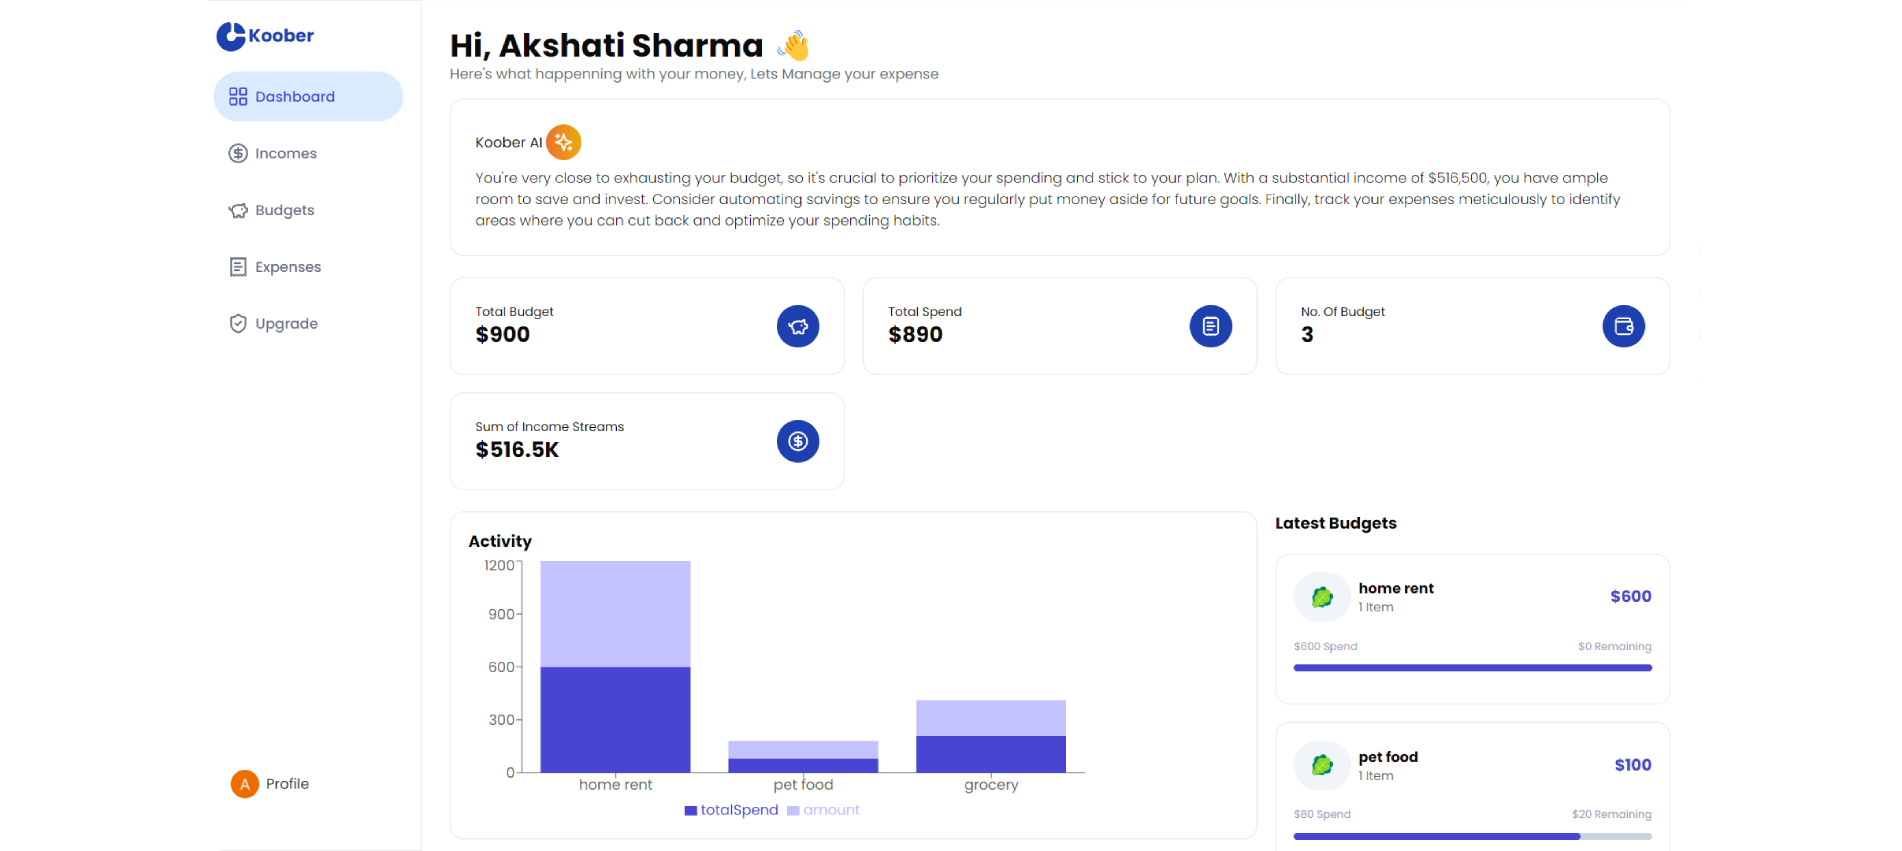 Koober
Dashboard
Incomes
Budgets
Expenses
Upgrade
A Profile
Hi, Akshati Sharma 👋
Here's what happenning with your money, Lets Manage your expense
Koober AI
You're very close to exhausting your budget, so it's crucial to prioritize your spending and stick to your plan. With a substantial income of $516,500, you have ample
room to save and invest. Consider automating savings to ensure you regularly put money aside for future goals. Finally, track your expenses meticulously to identify
areas where you can cut back and optimize your spending habits.
Total Budget
$900
Total Spend
$890
No. Of Budget
3
Sum of Income Streams
$516.5K
Activity
1200
900
600
300
0
home rent pet food grocery
totalSpend amount
Latest Budgets
home rent
1 Item
$600
$600 Spend $0 Remaining
pet food
1 Item
$100
$80 Spend $20 Remaining